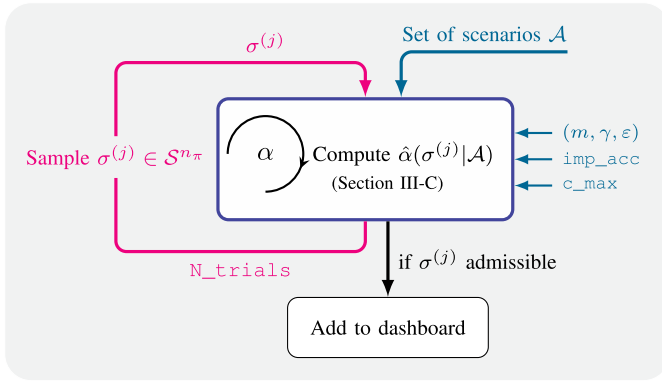 σ^(j)
Set of scenarios 𝒜
Sample σ^(j) ∈ 𝒮^{n_π}
α
Compute α̂(σ^(j)|𝒜)
(Section III-C)
(m, γ, ε)
imp_acc
c_max
N_trials
if σ^(j) admissible
Add to dashboard